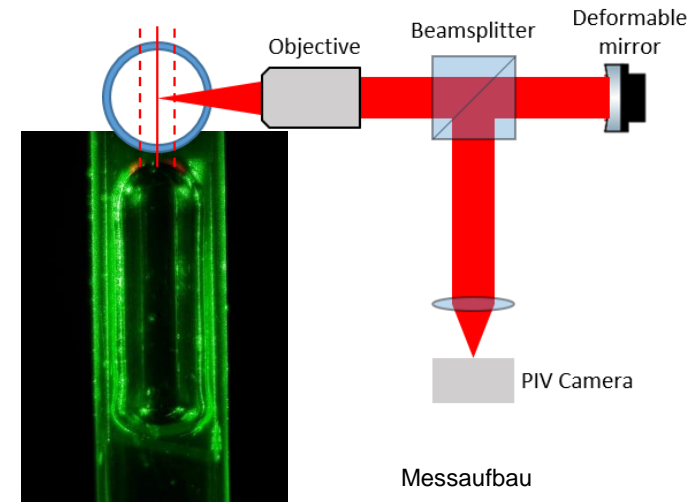 Objective
Beamsplitter
Deformable
mirror
PIV Camera
Messaufbau